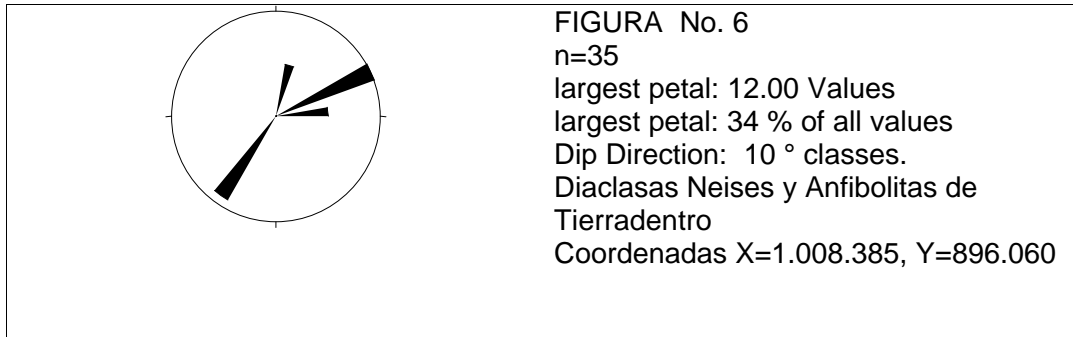 FIGURA No. 6
n=35
largest petal: 12.00 Values
largest petal: 34 % of all values
Dip Direction: 10 ° classes.
Diaclasas Neises y Anfibolitas de
Tierradentro
Coordenadas X=1.008.385, Y=896.060